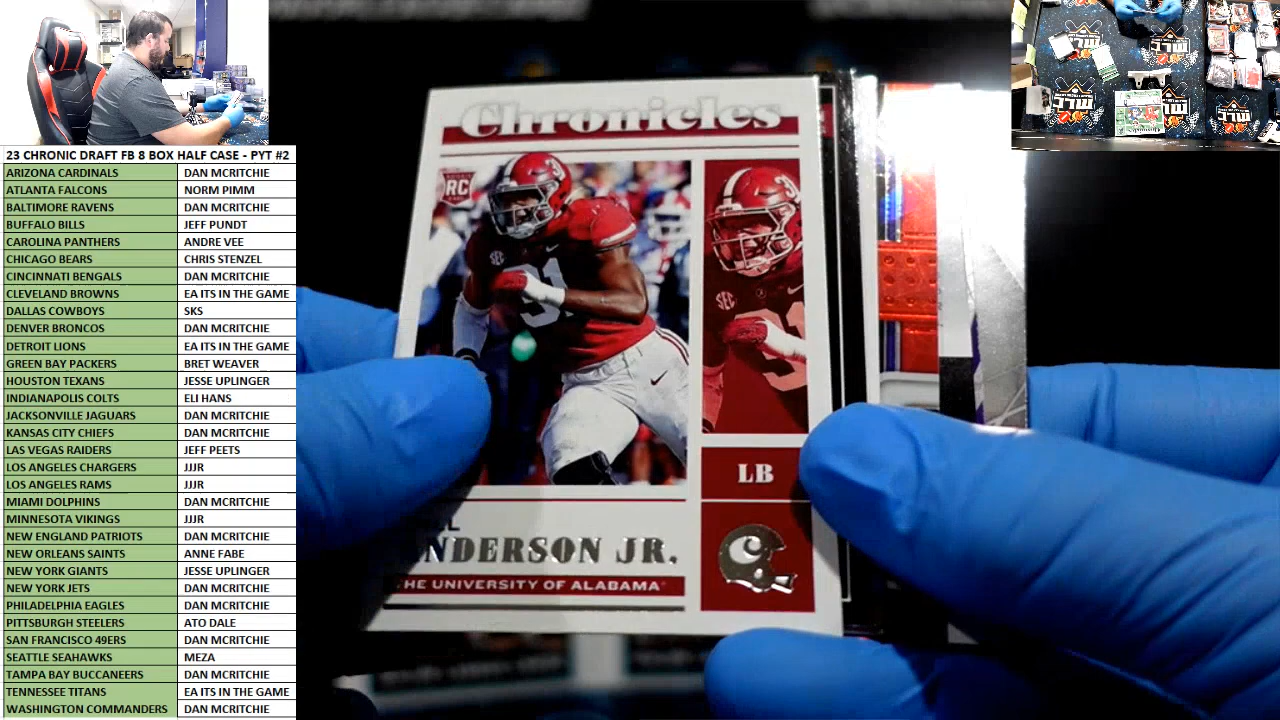 23 CHRONIC DRAFT FB 8 BOX HALF CASE - PYT #2
ARIZONA CARDINALS DAN MCRITCHIE
ATLANTA FALCONS NORM PIMM
BALTIMORE RAVENS DAN MCRITCHIE
BUFFALO BILLS JEFF PUNDT
CAROLINA PANTHERS ANDRE VEE
CHICAGO BEARS CHRIS STENZEL
CINCINNATI BENGALS DAN MCRITCHIE
CLEVELAND BROWNS EA ITS IN THE GAME
DALLAS COWBOYS SKS
DENVER BRONCOS DAN MCRITCHIE
DETROIT LIONS EA ITS IN THE GAME
GREEN BAY PACKERS BRET WEAVER
HOUSTON TEXANS JESSE UPLINGER
INDIANAPOLIS COLTS ELI HANS
JACKSONVILLE JAGUARS DAN MCRITCHIE
KANSAS CITY CHIEFS DAN MCRITCHIE
LAS VEGAS RAIDERS JEFF PEETS
LOS ANGELES CHARGERS JJJR
LOS ANGELES RAMS JJJR
MIAMI DOLPHINS DAN MCRITCHIE
MINNESOTA VIKINGS JJJR
NEW ENGLAND PATRIOTS DAN MCRITCHIE
NEW ORLEANS SAINTS ANNE FABE
NEW YORK GIANTS JESSE UPLINGER
NEW YORK JETS DAN MCRITCHIE
PHILADELPHIA EAGLES DAN MCRITCHIE
PITTSBURGH STEELERS ATO DALE
SAN FRANCISCO 49ERS DAN MCRITCHIE
SEATTLE SEAHAWKS MEZA
TAMPA BAY BUCCANEERS DAN MCRITCHIE
TENNESSEE TITANS EA ITS IN THE GAME
WASHINGTON COMMANDERS DAN MCRITCHIE
Chronicles
RC
SEC
31
SEC
31
LB
NDERSON JR.
HE UNIVERSITY OF ALABAMA
C